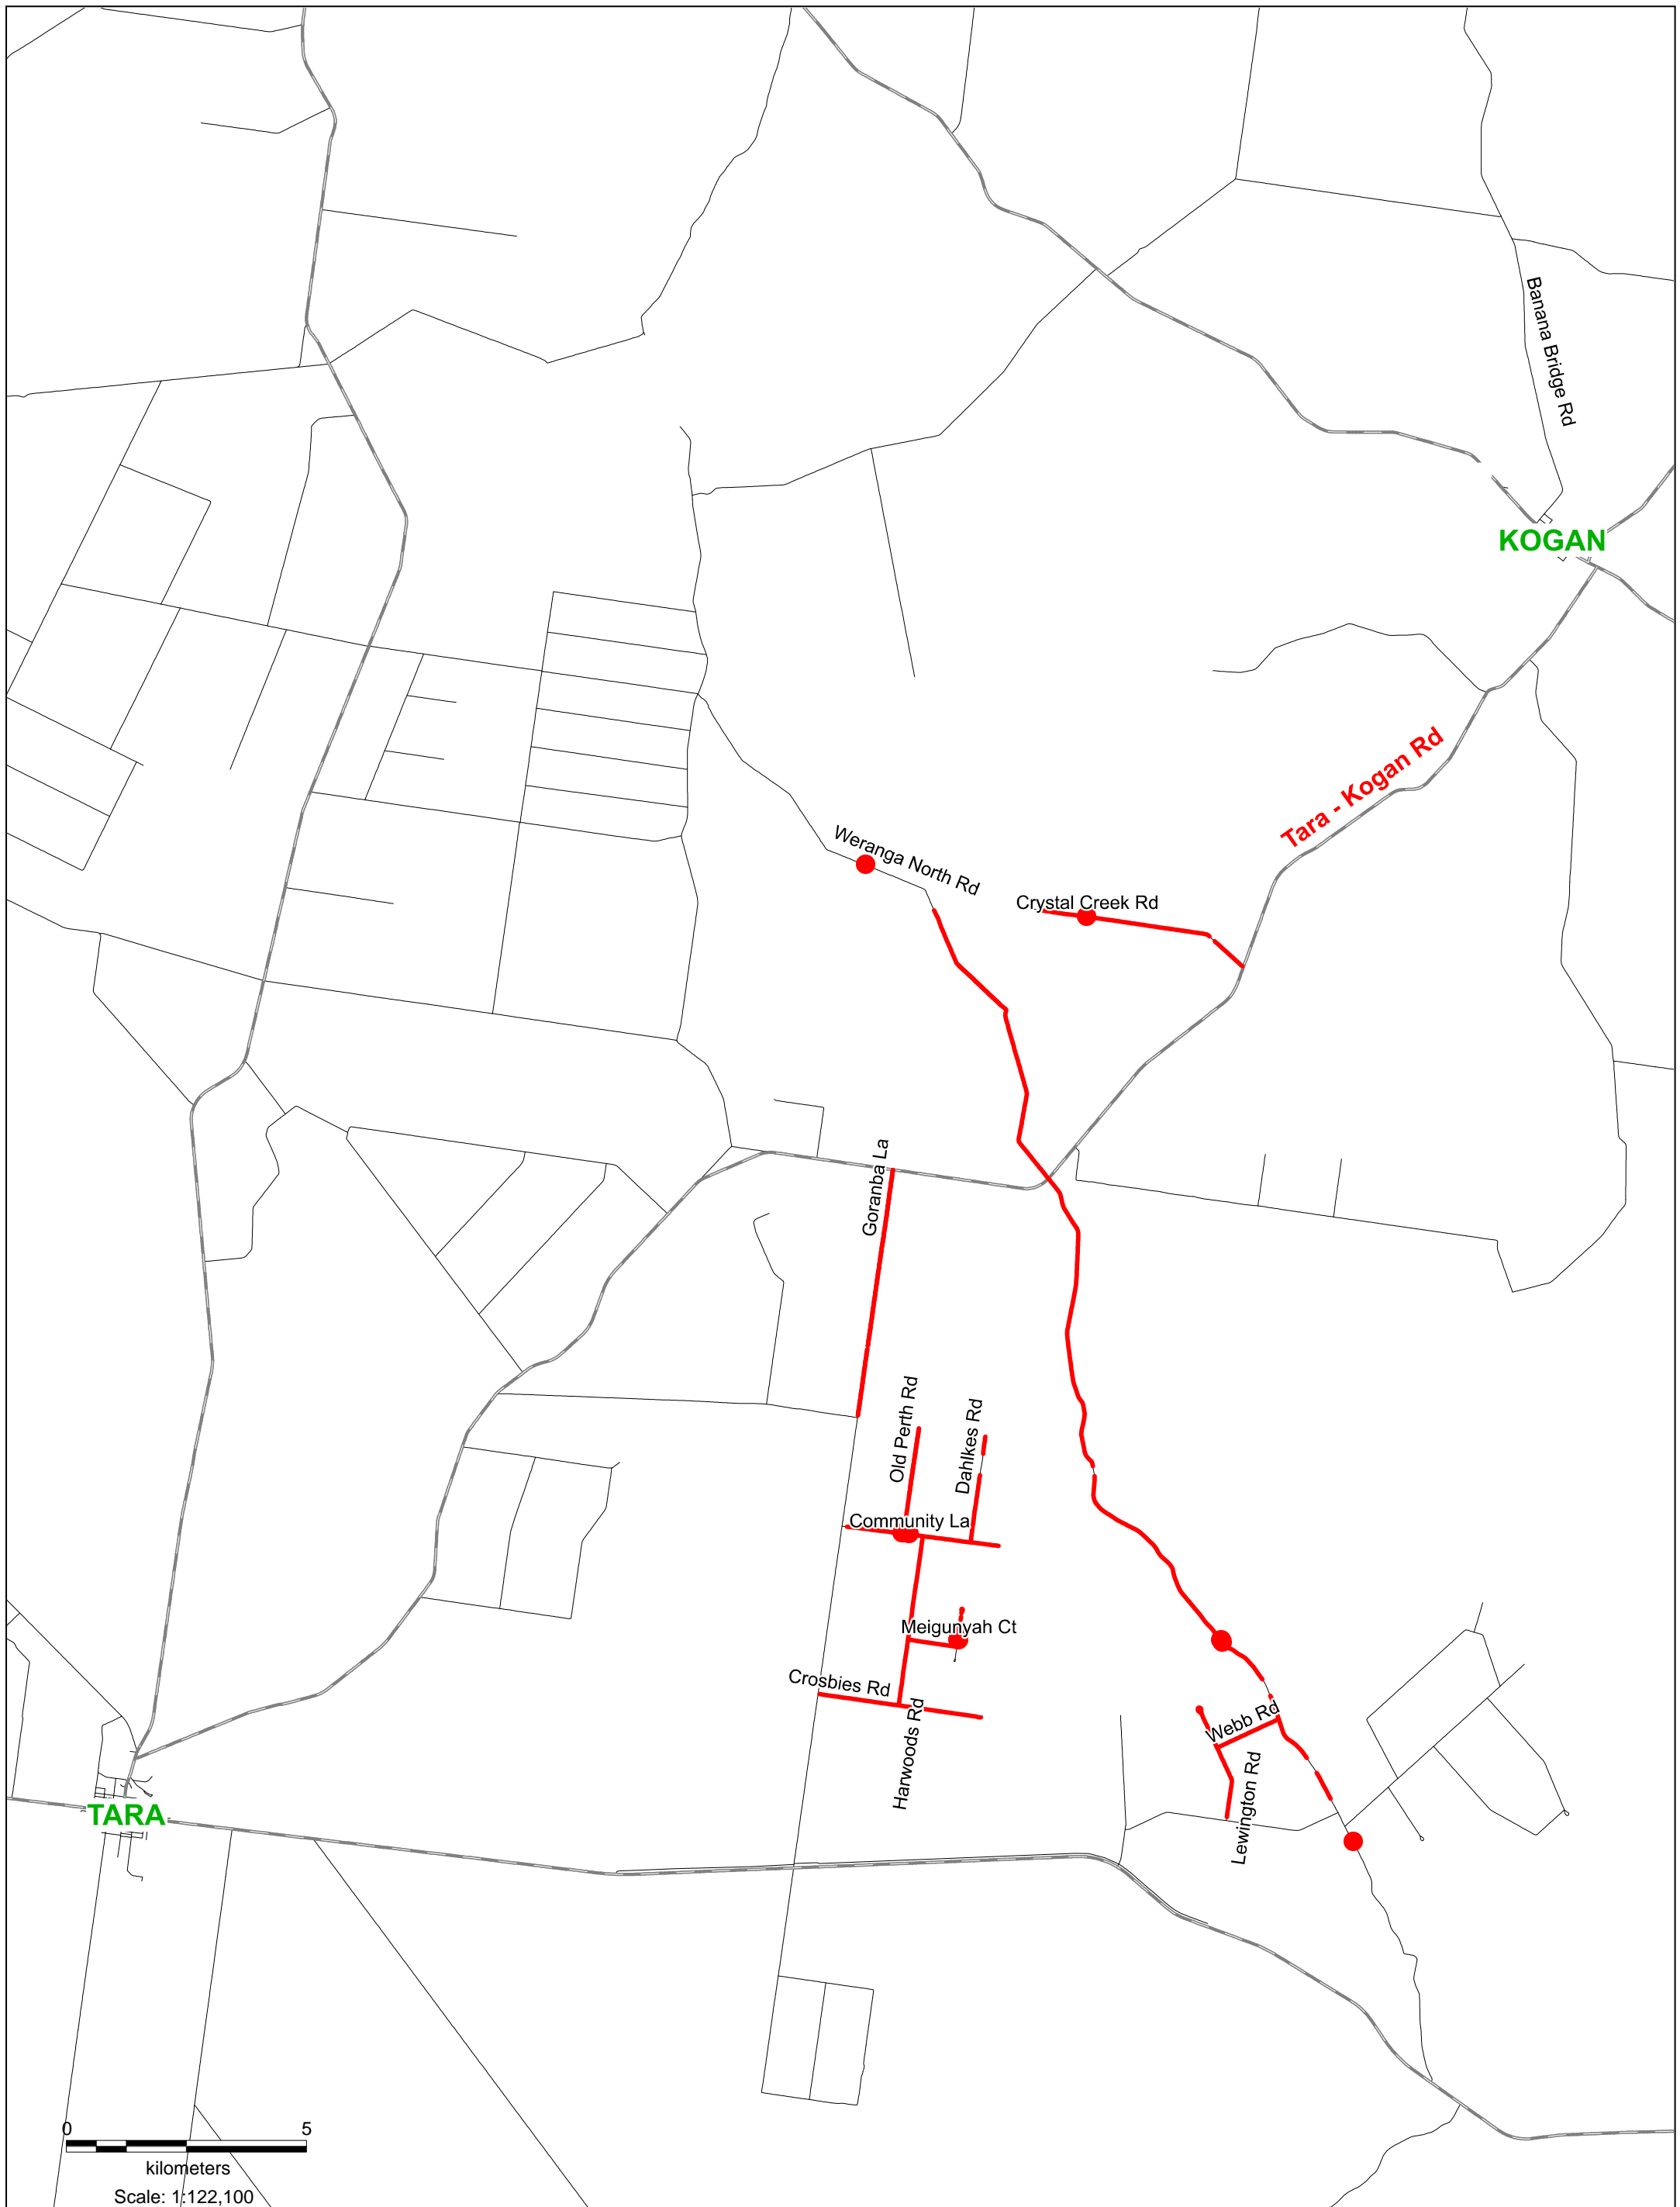 Banana Bridge Rd
KOGAN
Tara - Kogan Rd
Weranga North Rd
Crystal Creek Rd
Goranba La
Old Perth Rd
Dahlkes Rd
Community La
Meigunyah Ct
Crosbies Rd
Harwoods Rd
Webb Rd
Lewington Rd
TARA
0 5
kilometers
Scale: 1:122,100